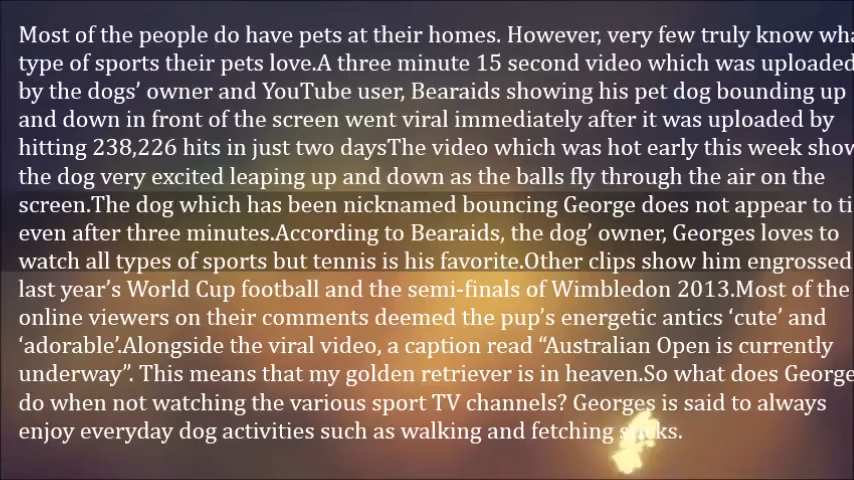 Most of the people do have pets at their homes. However, very few truly know wha
type of sports their pets love.A three minute 15 second video which was uploaded
by the dogs’ owner and YouTube user, Bearaids showing his pet dog bounding up
and down in front of the screen went viral immediately after it was uploaded by
hitting 238,226 hits in just two daysThe video which was hot early this week show
the dog very excited leaping up and down as the balls fly through the air on the
screen.The dog which has been nicknamed bouncing George does not appear to ti
even after three minutes.According to Bearaids, the dog’ owner, Georges loves to
watch all types of sports but tennis is his favorite.Other clips show him engrossed
last year’s World Cup football and the semi-finals of Wimbledon 2013.Most of the
online viewers on their comments deemed the pup’s energetic antics ‘cute’ and
‘adorable’.Alongside the viral video, a caption read “Australian Open is currently
underway”. This means that my golden retriever is in heaven.So what does George
do when not watching the various sport TV channels? Georges is said to always
enjoy everyday dog activities such as walking and fetching sticks.